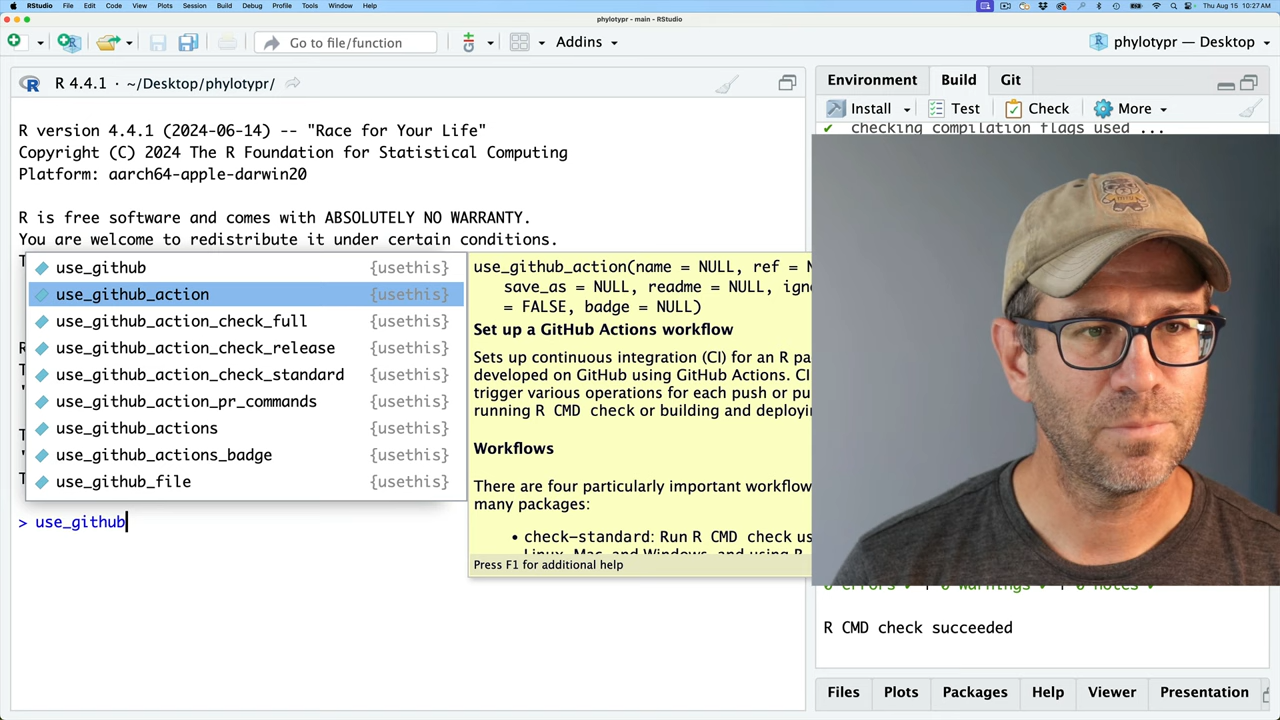 RStudio File Edit Code View Plots Session Build Debug Profile Tools Window Help Thu Aug 15 10:27 AM
phylotypr - main - RStudio
Go to file/function Addins phylotypr — Desktop
R 4.4.1 · ~/Desktop/phylotypr/
Environment Build Git
Install Test Check More
✔ checking compilation flags used ...
R version 4.4.1 (2024-06-14) -- "Race for Your Life"
Copyright (C) 2024 The R Foundation for Statistical Computing
Platform: aarch64-apple-darwin20
R is free software and comes with ABSOLUTELY NO WARRANTY.
You are welcome to redistribute it under certain conditions.
use_github {usethis}
use_github_action {usethis}
use_github_action_check_full {usethis}
use_github_action_check_release {usethis}
use_github_action_check_standard {usethis}
use_github_action_pr_commands {usethis}
use_github_actions {usethis}
use_github_actions_badge {usethis}
use_github_file {usethis}
> use_github
use_github_action(name = NULL, ref = N
save_as = NULL, readme = NULL, ign
= FALSE, badge = NULL)
Set up a GitHub Actions workflow
Sets up continuous integration (CI) for an R pa
developed on GitHub using GitHub Actions. CI
trigger various operations for each push or pu
running R CMD check or building and deployin
Workflows
There are four particularly important workflow
many packages:
• check-standard: Run R CMD check us
Linux, Mac, and Windows, and using R
Press F1 for additional help
0 errors ✔ | 0 warnings ✔ | 0 notes ✔
R CMD check succeeded
Files Plots Packages Help Viewer Presentation